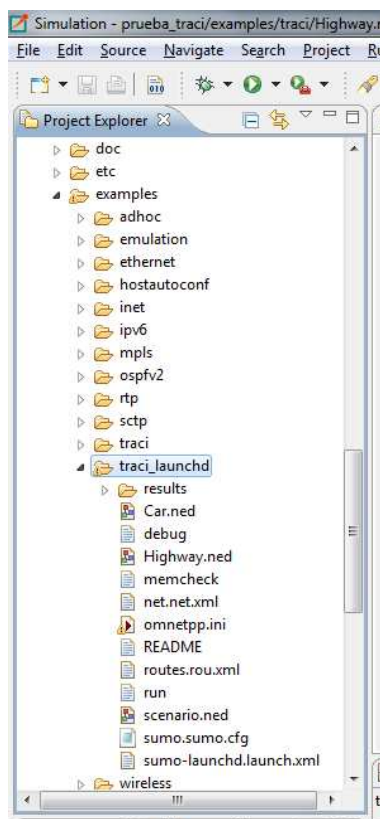 Simulation - prueba_traci/examples/traci/Highway.
File Edit Source Navigate Search Project
010
Project Explorer
doc
etc
examples
adhoc
emulation
ethernet
hostautoconf
inet
ipv6
mpls
ospfv2
rtp
sctp
traci
traci_launchd
results
Car.ned
debug
Highway.ned
memcheck
net.net.xml
omnetpp.ini
README
routes.rou.xml
run
scenario.ned
sumo.sumo.cfg
sumo-launchd.launch.xml
wireless